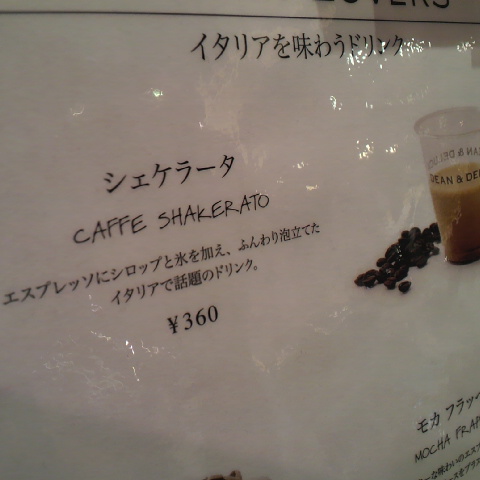 イタリアを味わうドリンク
シェケラータ
CAFFE SHAKERATO
エスプレッソにシロップと氷を加え、ふんわり泡立てた
イタリアで話題のドリンク。
¥360
DEAN & DE
モカ フラッ
MOCHA FRAP